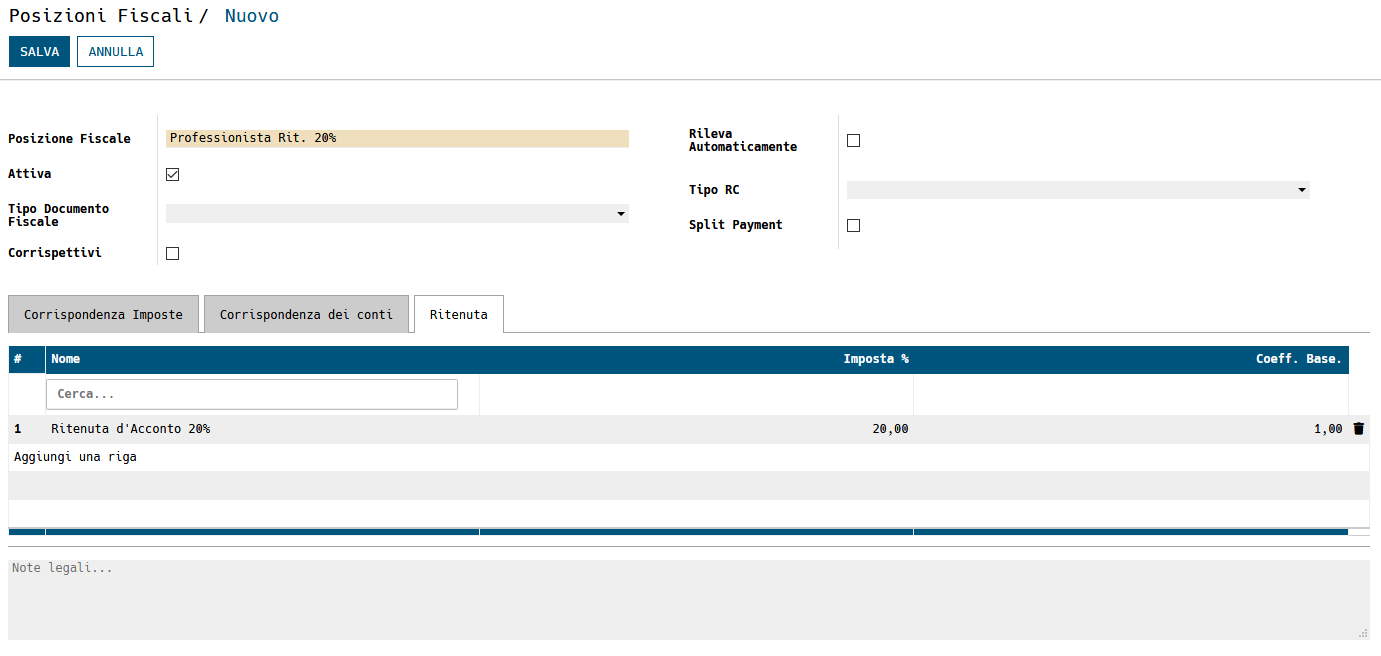 Posizioni Fiscali / Nuovo
SALVA ANNULLA
Posizione Fiscale Professionista Rit. 20%
Attiva
Tipo Documento
Fiscale
Corrispettivi
Rileva
Automaticamente
Tipo RC
Split Payment
Corrispondenza Imposte Corrispondenza dei conti Ritenuta
# Nome Imposta % Coeff. Base.
Cerca...
1 Ritenuta d'Acconto 20% 20,00 1,00
Aggiungi una riga
Note legali...